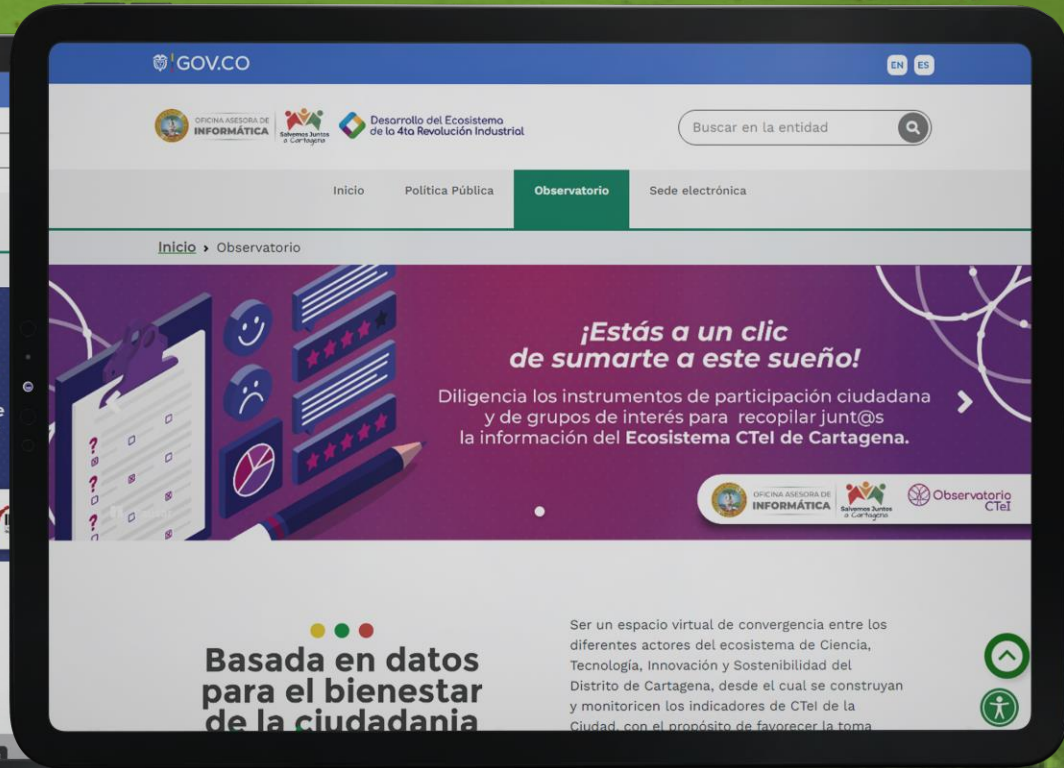 GOV.CO
EN ES
OFICINA ASESORA DE
INFORMÁTICA
Salvemos Juntos
a Cartagena
Desarrollo del Ecosistema
de la 4ta Revolución Industrial
Buscar en la entidad
Inicio Política Pública Observatorio Sede electrónica
Inicio › Observatorio
¡Estás a un clic
de sumarte a este sueño!
Diligencia los instrumentos de participación ciudadana
y de grupos de interés para recopilar junt@s
la información del Ecosistema CTeI de Cartagena.
OFICINA ASESORA DE
INFORMÁTICA
Salvemos Juntos
a Cartagena
Observatorio
CTeI
Basada en datos
para el bienestar
de la ciudadania
Ser un espacio virtual de convergencia entre los
diferentes actores del ecosistema de Ciencia,
Tecnología, Innovación y Sostenibilidad del
Distrito de Cartagena, desde el cual se construyan
y monitoricen los indicadores de CTeI de la
Ciudad, con el propósito de favorecer la toma